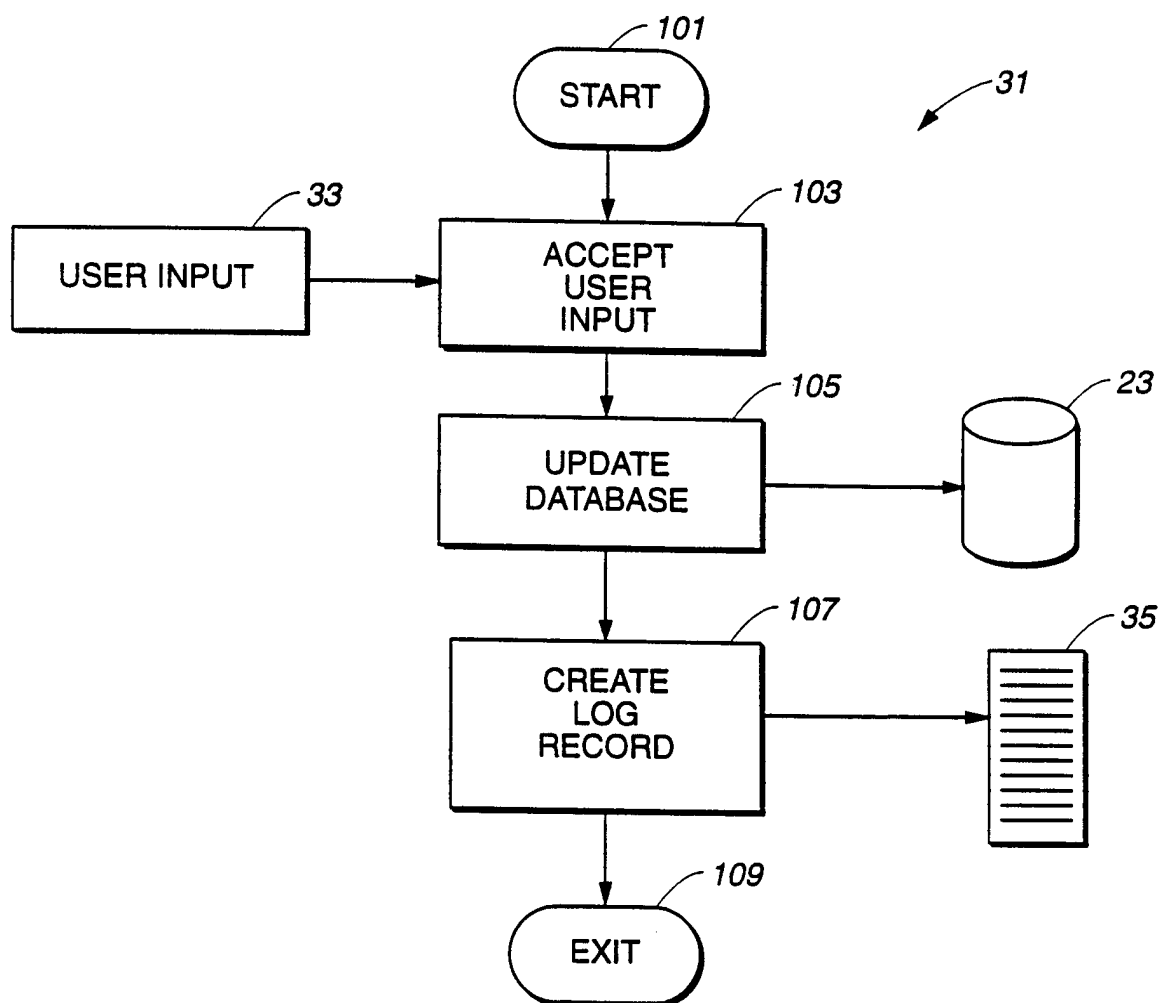 101
START
31
33
103
USER INPUT
ACCEPT
USER
INPUT
105
23
UPDATE
DATABASE
107
35
CREATE
LOG
RECORD
109
EXIT